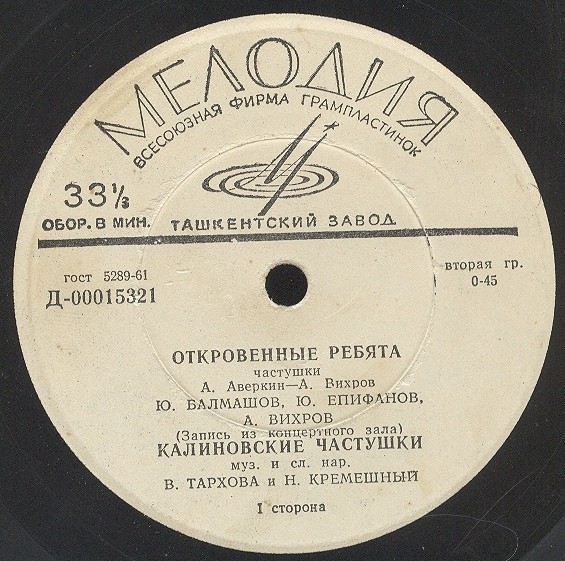 МЕЛОДИЯ
ВСЕСОЮЗНАЯ ФИРМА ГРАМПЛАСТИНОК
33⅓
ОБОР. В МИН.
ТАШКЕНТСКИЙ ЗАВОД
гост 5289-61
Д-00015321
вторая гр.
0-45
ОТКРОВЕННЫЕ РЕБЯТА
частушки
А. Аверкин—А. Вихров
Ю. БАЛМАШОВ, Ю. ЕПИФАНОВ,
А. ВИХРОВ
(Запись из концертного зала)
КАЛИНОВСКИЕ ЧАСТУШКИ
муз. и сл. нар.
В. ТАРХОВА и Н. КРЕМЕШНЫЙ
I сторона